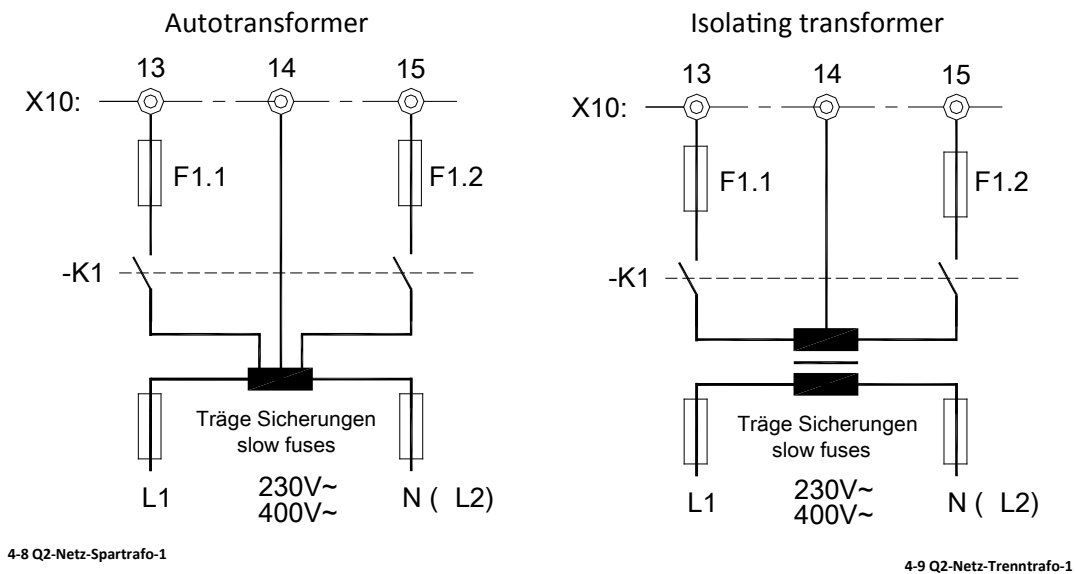 Autotransformer
13 14 15
X10:
F1.1 F1.2
-K1
Träge Sicherungen
slow fuses
L1 230V~ N ( L2)
400V~
4-8 Q2-Netz-Spartrafo-1
Isolating transformer
13 14 15
X10:
F1.1 F1.2
-K1
Träge Sicherungen
slow fuses
L1 230V~ N ( L2)
400V~
4-9 Q2-Netz-Trenntrafo-1